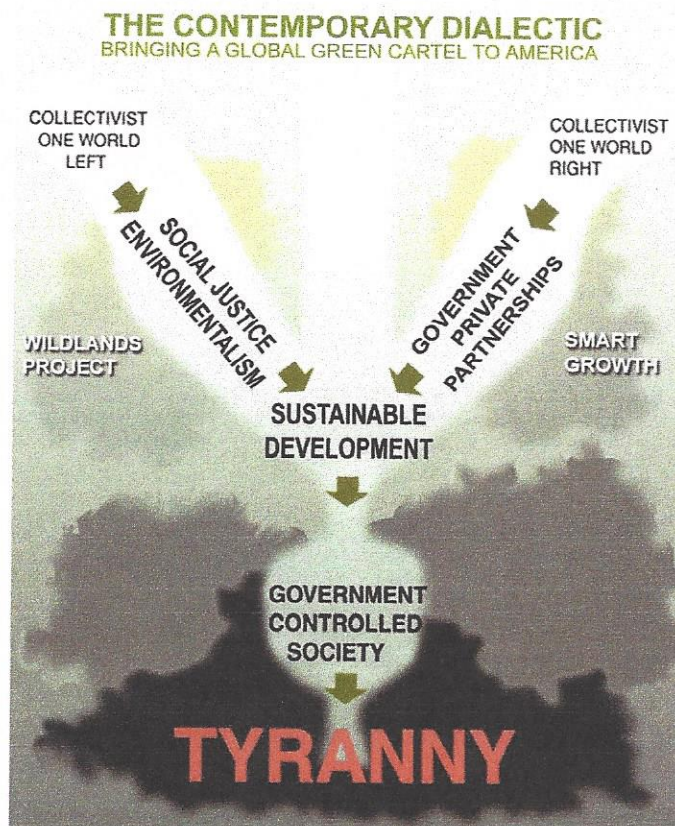 THE CONTEMPORARY DIALECTIC
BRINGING A GLOBAL GREEN CARTEL TO AMERICA
COLLECTIVIST
ONE WORLD
LEFT
COLLECTIVIST
ONE WORLD
RIGHT
SOCIAL JUSTICE
ENVIRONMENTALISM
GOVERNMENT
PRIVATE
PARTNERSHIPS
WILDLANDS
PROJECT
SMART
GROWTH
SUSTAINABLE
DEVELOPMENT
GOVERNMENT
CONTROLLED
SOCIETY
TYRANNY